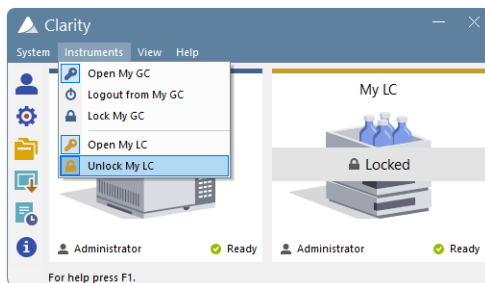 Clarity
System Instruments View Help
Open My GC
Logout from My GC
Lock My GC
Open My LC
Unlock My LC
My LC
Locked
Administrator Ready
Administrator Ready
For help press F1.